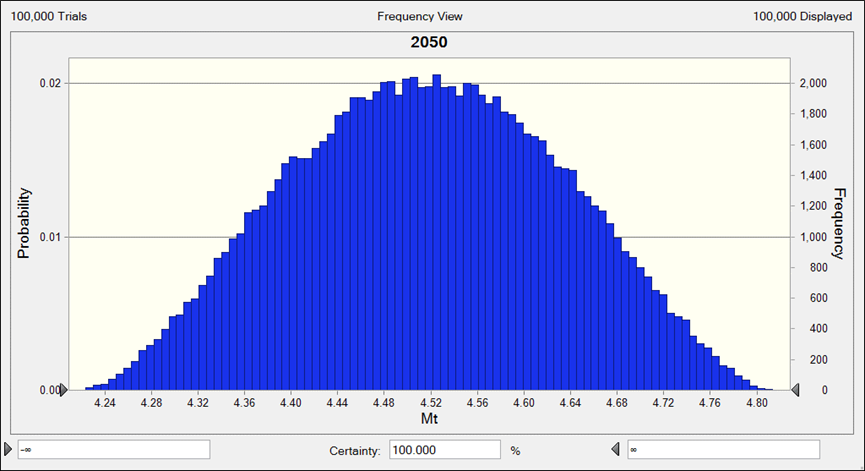 100,000 Trials Frequency View 100,000 Displayed
2050
0.02 2,000
1,800
1,600
1,400
1,200
0.01 1,000
800
600
400
200
0.00 0
Probability
Frequency
4.24 4.28 4.32 4.36 4.40 4.44 4.48 4.52 4.56 4.60 4.64 4.68 4.72 4.76 4.80
Mt
-∞ Certainty: 100.000 % ∞